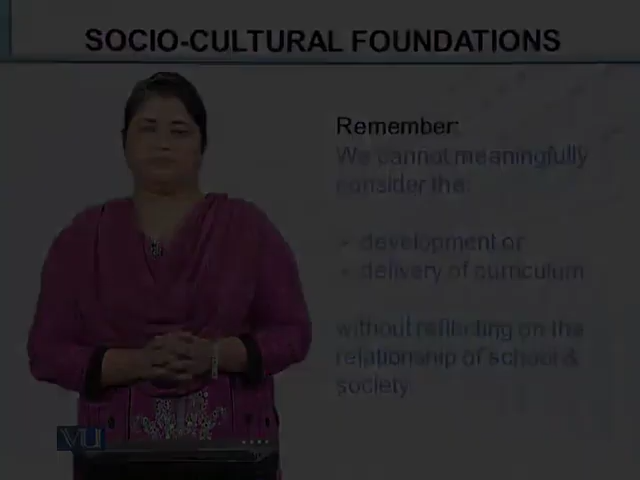 SOCIO-CULTURAL FOUNDATIONS
Remember:
We cannot meaningfully
consider the:
development or
delivery of curriculum
without reflecting on the
relationship of school &
society.
VU